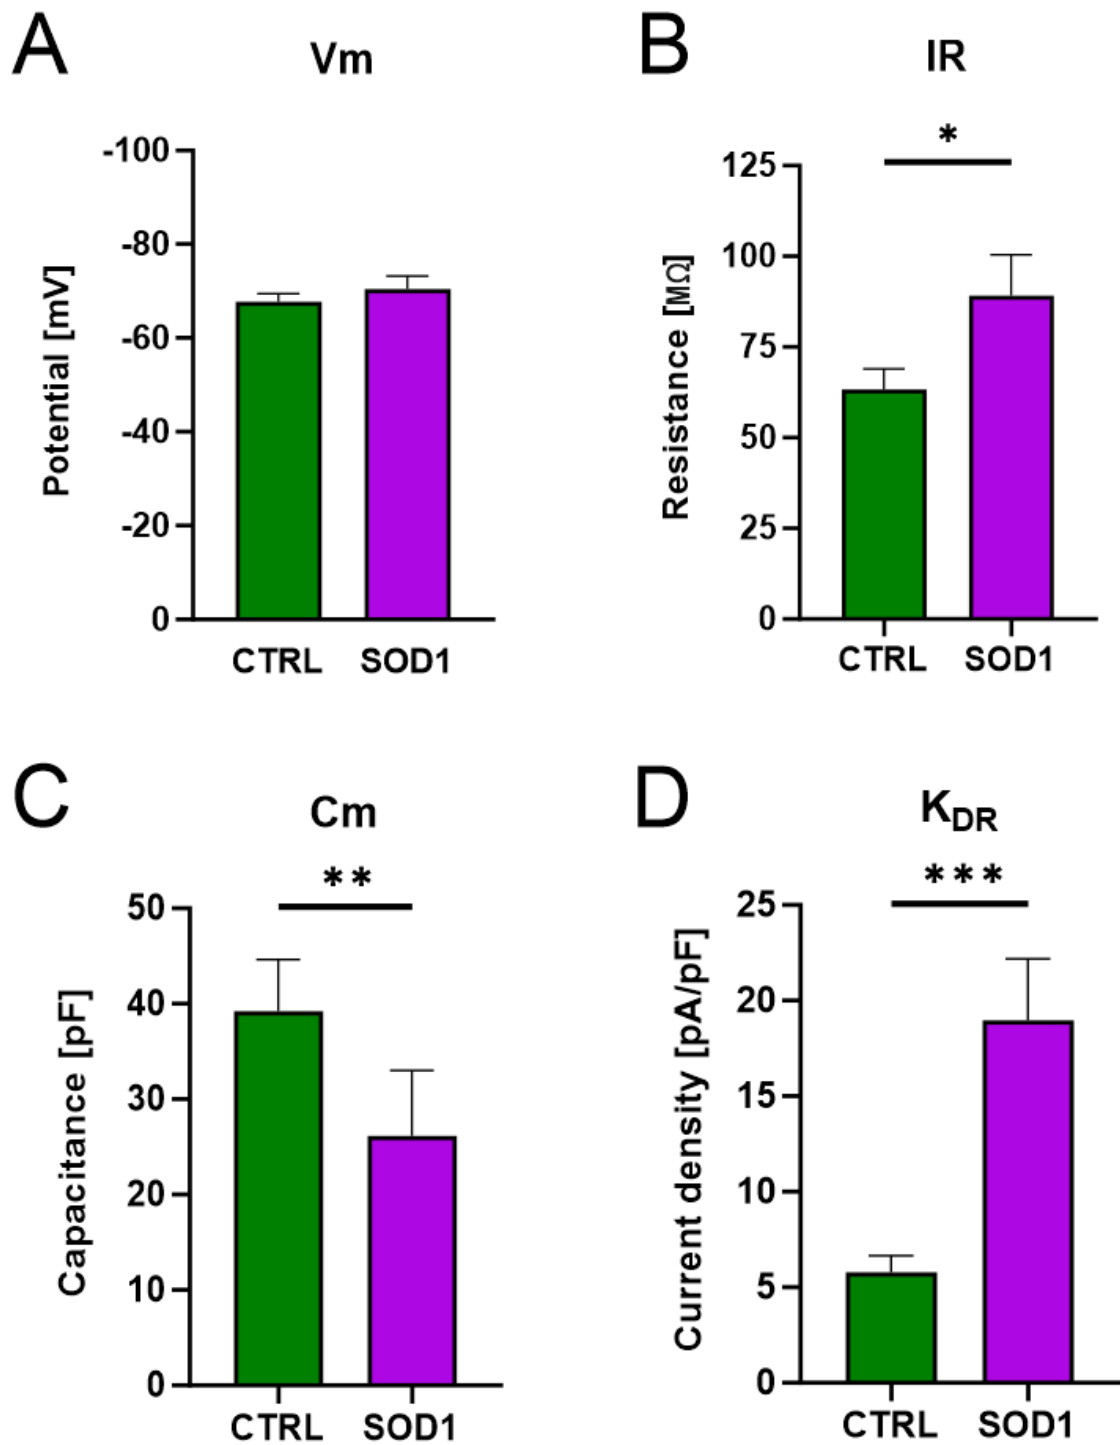 A
Vm
Potential [mV]
-100
-80
-60
-40
-20
0
CTRL SOD1
B
IR
*
Resistance [MΩ]
125
100
75
50
25
0
CTRL SOD1
C
Cm
**
Capacitance [pF]
50
40
30
20
10
0
CTRL SOD1
D
KDR
***
Current density [pA/pF]
25
20
15
10
5
0
CTRL SOD1